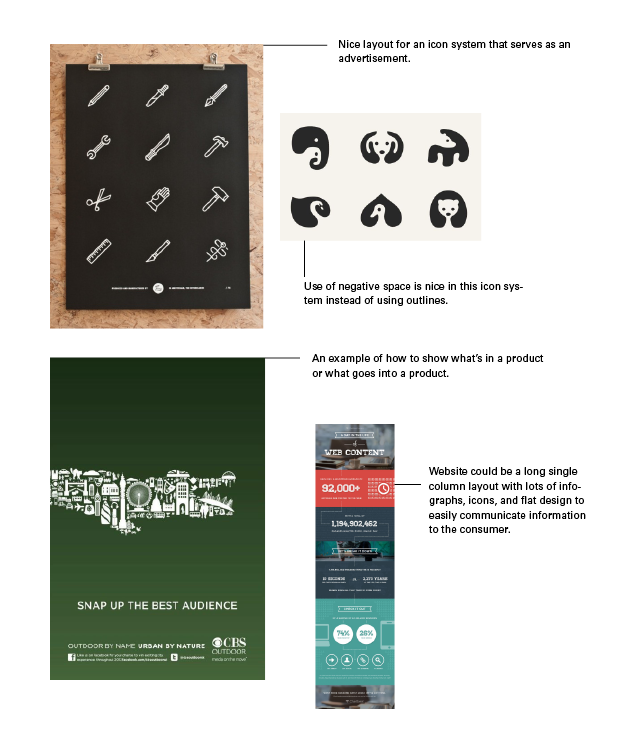 Nice layout for an icon system that serves as an
advertisement.
Use of negative space is nice in this icon sys-
tem instead of using outlines.
An example of how to show what's in a product
or what goes into a product.
SNAP UP THE BEST AUDIENCE
OUTDOOR BY NAME URBAN BY NATURE
CBS
OUTDOOR
WEB CONTENT
92,000+
1,194,902,462
74%
26%
Website could be a long single
column layout with lots of info-
graphs, icons, and flat design to
easily communicate information
to the consumer.